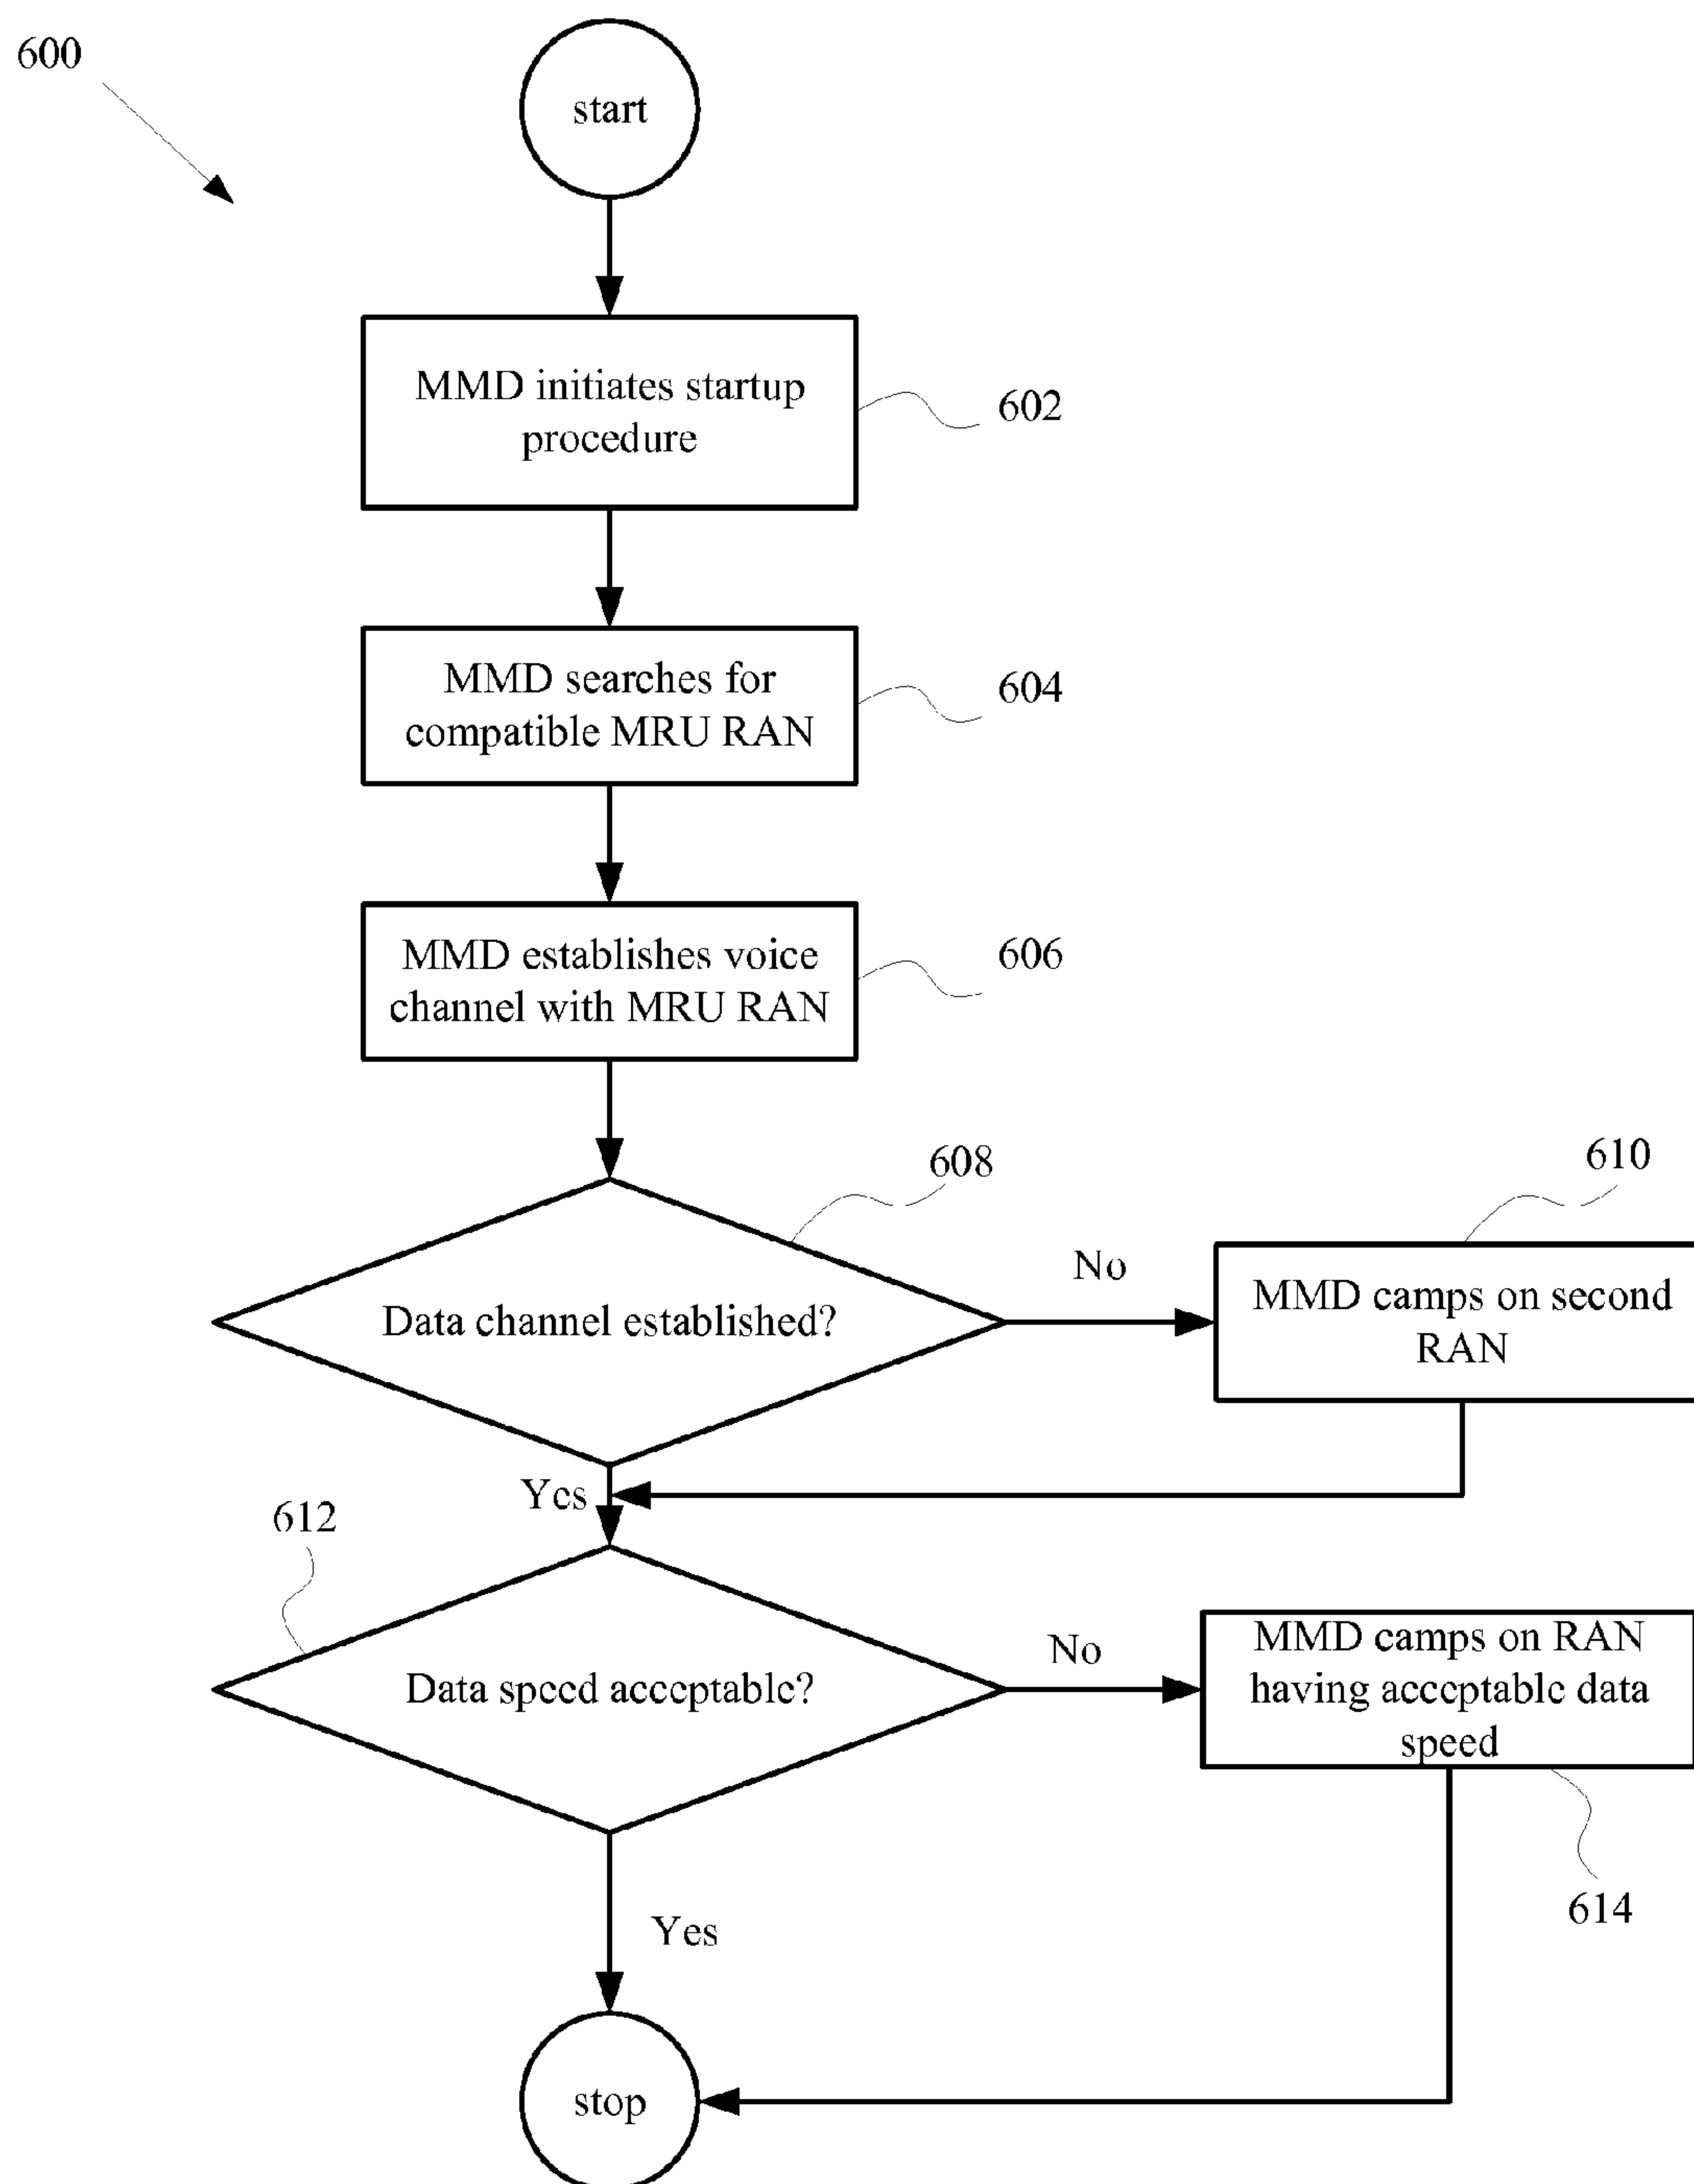 600
start
MMD initiates startup
procedure
602
MMD searches for
compatible MRU RAN
604
MMD establishes voice
channel with MRU RAN
606
608
610
Data channel established?
No
MMD camps on second
RAN
Yes
612
Data speed acceptable?
No
MMD camps on RAN
having acceptable data
speed
614
Yes
stop